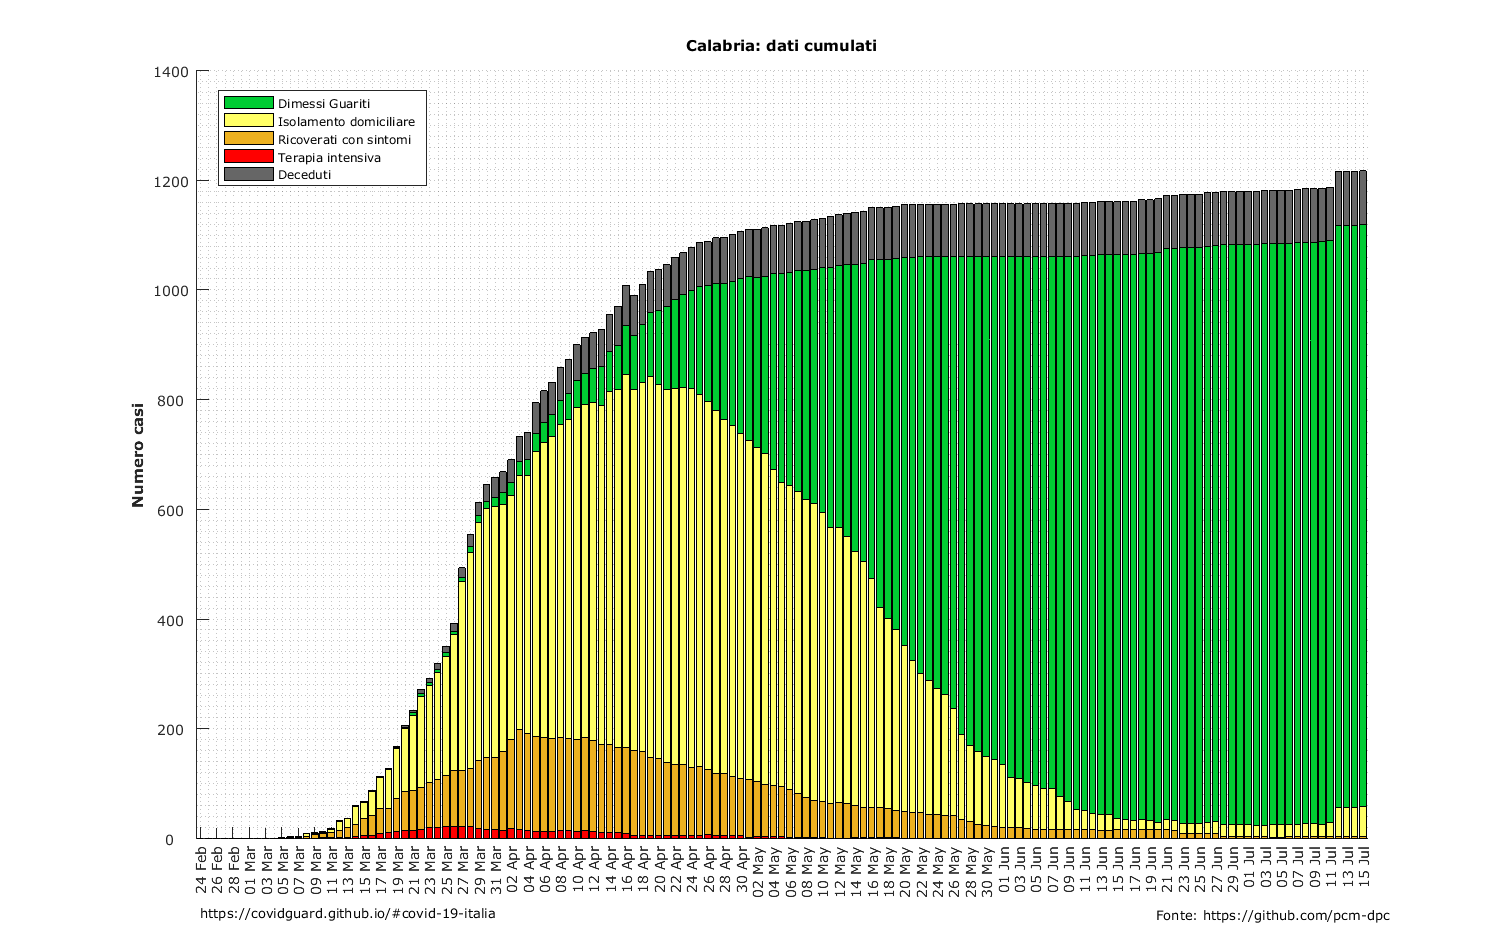 Calabria: dati cumulati
1400
1200
1000
800
600
400
200
0
Numero casi
Dimessi Guariti
Isolamento domiciliare
Ricoverati con sintomi
Terapia intensiva
Deceduti
24 Feb
26 Feb
28 Feb
01 Mar
03 Mar
05 Mar
07 Mar
09 Mar
11 Mar
13 Mar
15 Mar
17 Mar
19 Mar
21 Mar
23 Mar
25 Mar
27 Mar
29 Mar
31 Mar
02 Apr
04 Apr
06 Apr
08 Apr
10 Apr
12 Apr
14 Apr
16 Apr
18 Apr
20 Apr
22 Apr
24 Apr
26 Apr
28 Apr
30 Apr
02 May
04 May
06 May
08 May
10 May
12 May
14 May
16 May
18 May
20 May
22 May
24 May
26 May
28 May
30 May
01 Jun
03 Jun
05 Jun
07 Jun
09 Jun
11 Jun
13 Jun
15 Jun
17 Jun
19 Jun
21 Jun
23 Jun
25 Jun
27 Jun
29 Jun
01 Jul
03 Jul
05 Jul
07 Jul
09 Jul
11 Jul
13 Jul
15 Jul
https://covidguard.github.io/#covid-19-italia
Fonte: https://github.com/pcm-dpc